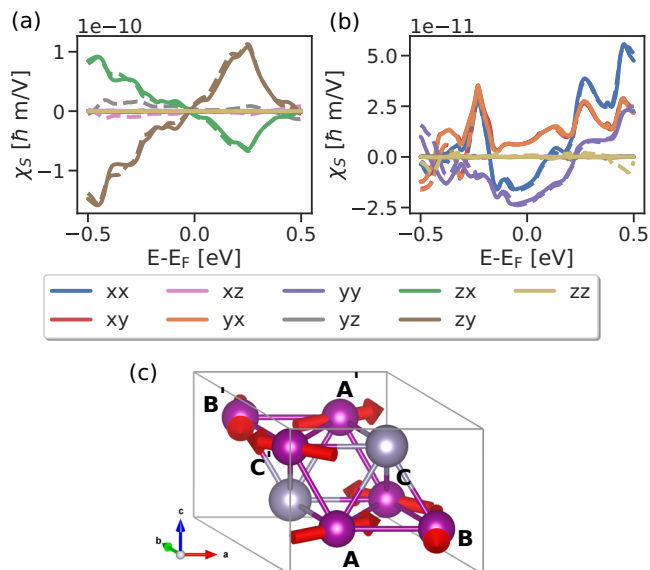 (a)
1e−10
χS [ħ m/V]
1
0
−1
−0.5 0.0 0.5
E-EF [eV]
(b)
1e−11
χS [ħ m/V]
5.0
2.5
0.0
−2.5
−0.5 0.0 0.5
E-EF [eV]
xx xz yy zx zz
xy yx yz zy
(c)
A'
B'
C'
C
A
B
c
b
a